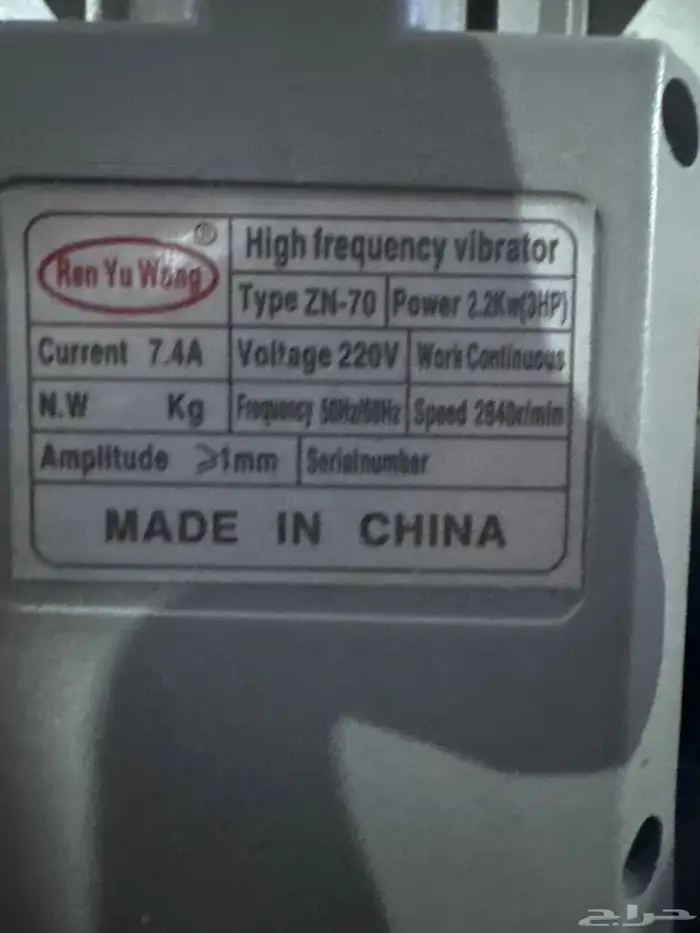 ®
Ren Yu Wang
High frequency vibrator
Type ZN-70 Power 2.2Kw(3HP)
Current 7.4A Voltage 220V Work Continuous
N.W Kg Frequency 50Hz/60Hz Speed 2840r/min
Amplitude ⩾1mm Serialnumber
MADE IN CHINA
حراج